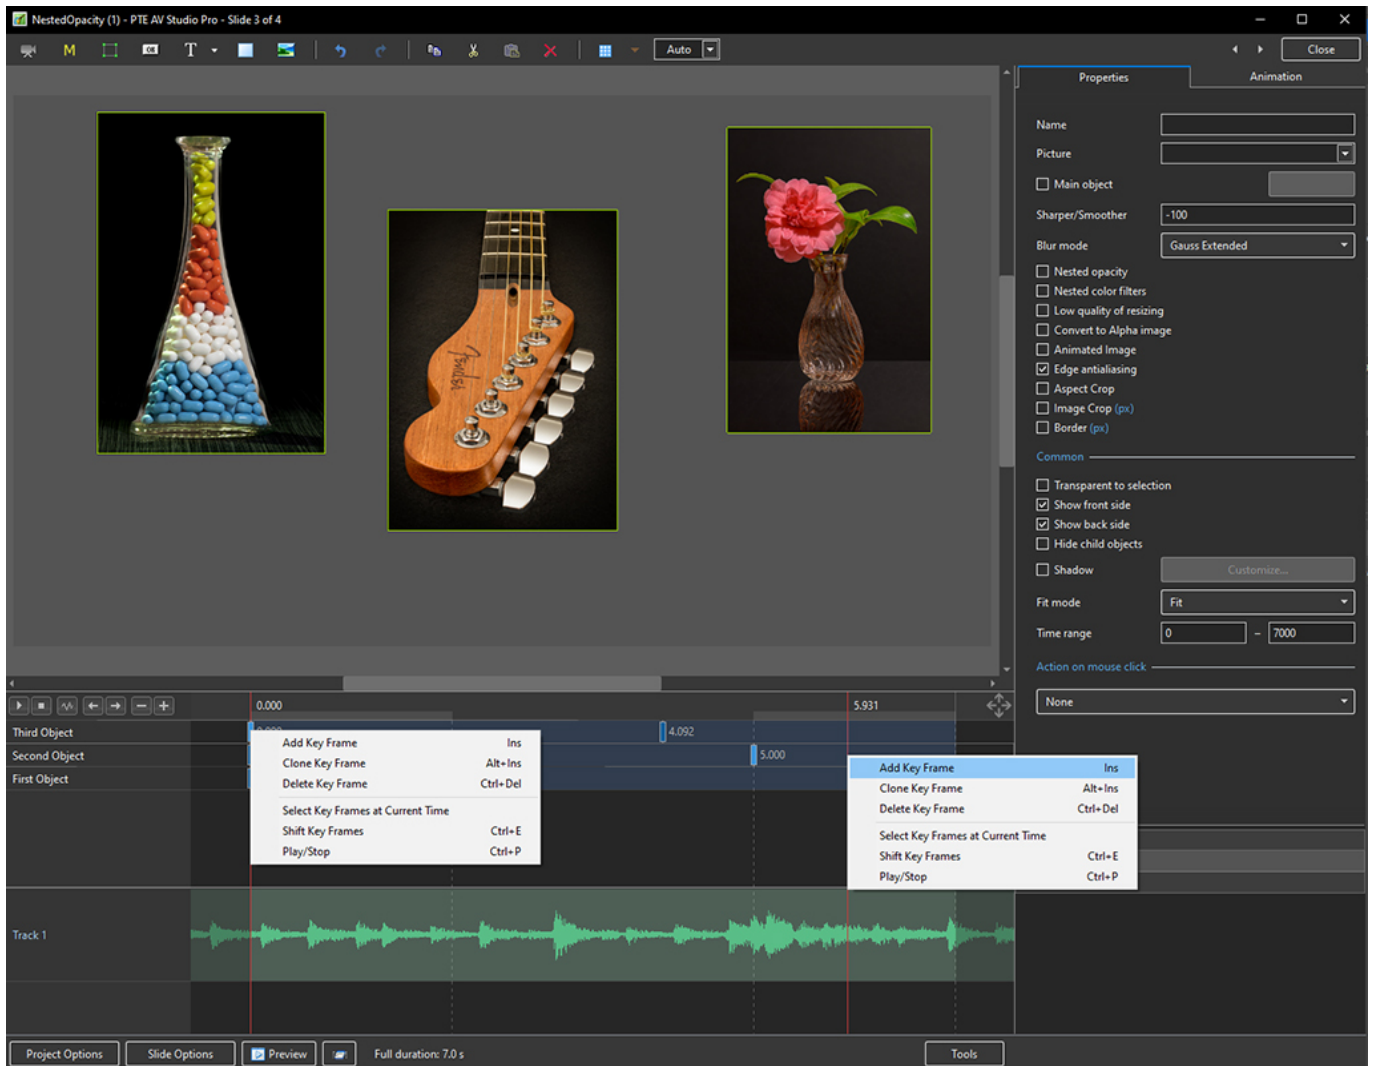 NestedOpacity (1) - PTE AV Studio Pro - Slide 3 of 4
M OK T Auto Close
Properties Animation
Name
Picture
Main object
Sharper/Smoother -100
Blur mode Gauss Extended
Nested opacity
Nested color filters
Low quality of resizing
Convert to Alpha image
Animated Image
Edge antialiasing
Aspect Crop
Image Crop (px)
Border (px)
Common
Transparent to selection
Show front side
Show back side
Hide child objects
Shadow Customize...
Fit mode Fit
Time range 0 - 7000
Action on mouse click
None
Fender
0.000 5.931
Third Object 0.000 4.092
Second Object 5.000
First Object
Add Key Frame Ins
Clone Key Frame Alt+Ins
Delete Key Frame Ctrl+Del
Select Key Frames at Current Time
Shift Key Frames Ctrl+E
Play/Stop Ctrl+P
Add Key Frame Ins
Clone Key Frame Alt+Ins
Delete Key Frame Ctrl+Del
Select Key Frames at Current Time
Shift Key Frames Ctrl+E
Play/Stop Ctrl+P
Track 1
Project Options Slide Options Preview Full duration: 7.0 s Tools